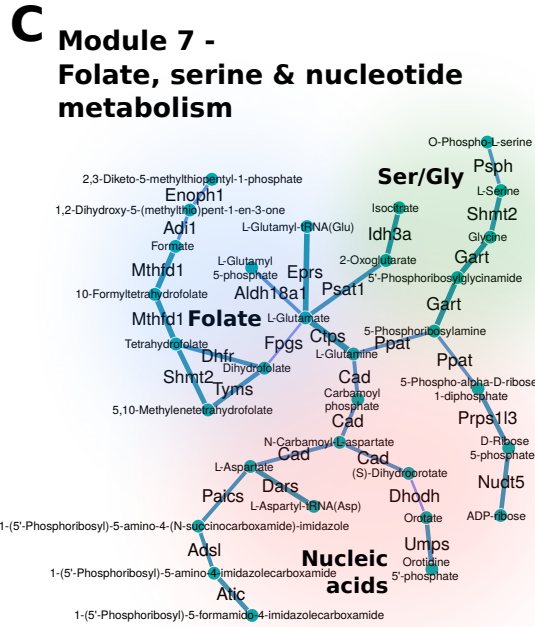 C
Module 7 -
Folate, serine & nucleotide
metabolism
O-Phospho-L-serine
Psph
Ser/Gly
2,3-Diketo-5-methylthiopentyl-1-phosphate
L-Serine
Enoph1
1,2-Dihydroxy-5-(methylthio)pent-1-en-3-one
Isocitrate
Shmt2
Adi1
L-Glutamyl-tRNA(Glu)
Idh3a
Glycine
Formate
Gart
L-Glutamyl
5-phosphate
2-Oxoglutarate
Mthfd1
Eprs
5'-Phosphoribosylglycinamide
Aldh18a1
Psat1
10-Formyltetrahydrofolate
Gart
Mthfd1
Folate
L-Glutamate
5-Phosphoribosylamine
Tetrahydrofolate
Fpgs
Ctps
Ppat
Dhfr
L-Glutamine
Ppat
Dihydrofolate
Shmt2
Tyms
Cad
5-Phospho-alpha-D-ribose
1-diphosphate
Carbamoyl
phosphate
5,10-Methylenetetrahydrofolate
Cad
Prps1l3
N-Carbamoyl-L-aspartate
D-Ribose
5-phosphate
Cad
Cad
L-Aspartate
(S)-Dihydroorotate
Nudt5
Dars
Paics
Dhodh
L-Aspartyl-tRNA(Asp)
Orotate
ADP-ribose
1-(5'-Phosphoribosyl)-5-amino-4-(N-succinocarboxamide)-imidazole
Umps
Adsl
Nucleic
acids
Orotidine
5'-phosphate
1-(5'-Phosphoribosyl)-5-amino-4-imidazolecarboxamide
Atic
1-(5'-Phosphoribosyl)-5-formamido-4-imidazolecarboxamide